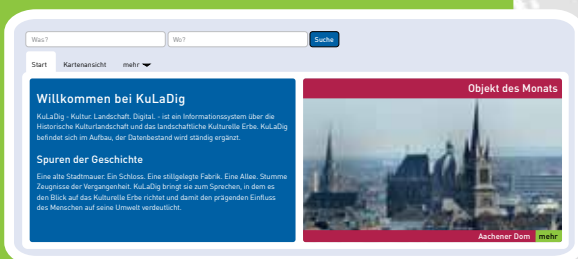 Was?
Wo?
Suche
Start
Kartenansicht
mehr
Willkommen bei KuLaDig
KuLaDig - Kultur. Landschaft. Digital. - ist ein Informationssystem über die
Historische Kulturlandschaft und das landschaftliche Kulturelle Erbe. KuLaDig
befindet sich im Aufbau, der Datenbestand wird ständig ergänzt.
Spuren der Geschichte
Eine alte Stadtmauer. Ein Schloss. Eine stillgelegte Fabrik. Eine Allee. Stumme
Zeugnisse der Vergangenheit. KuLaDig bringt sie zum Sprechen, in dem es
den Blick auf das Kulturelle Erbe richtet und damit den prägenden Einfluss
des Menschen auf seine Umwelt verdeutlicht.
Objekt des Monats
Aachener Dom
mehr